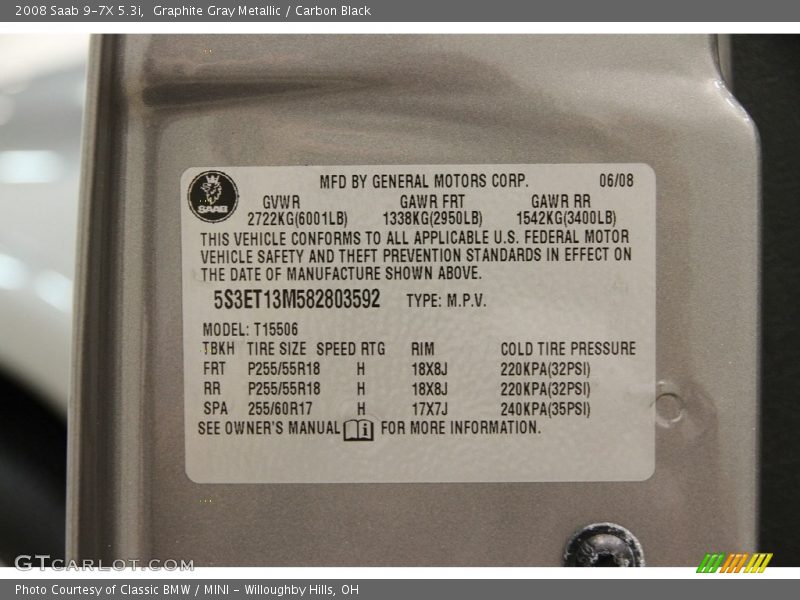 2008 Saab 9-7X 5.3i,  Graphite Gray Metallic / Carbon Black
SAAB
MFD BY GENERAL MOTORS CORP. 06/08
GVWR GAWR FRT GAWR RR
2722KG(6001LB) 1338KG(2950LB) 1542KG(3400LB)
THIS VEHICLE CONFORMS TO ALL APPLICABLE U.S. FEDERAL MOTOR
VEHICLE SAFETY AND THEFT PREVENTION STANDARDS IN EFFECT ON
THE DATE OF MANUFACTURE SHOWN ABOVE.
5S3ET13M582803592 TYPE: M.P.V.
MODEL: T15506
TBKH TIRE SIZE SPEED RTG RIM COLD TIRE PRESSURE
FRT P255/55R18 H 18X8J 220KPA(32PSI)
RR P255/55R18 H 18X8J 220KPA(32PSI)
SPA 255/60R17 H 17X7J 240KPA(35PSI)
SEE OWNER'S MANUAL i FOR MORE INFORMATION.
GTCARLOT.COM
Photo Courtesy of Classic BMW / MINI - Willoughby Hills, OH